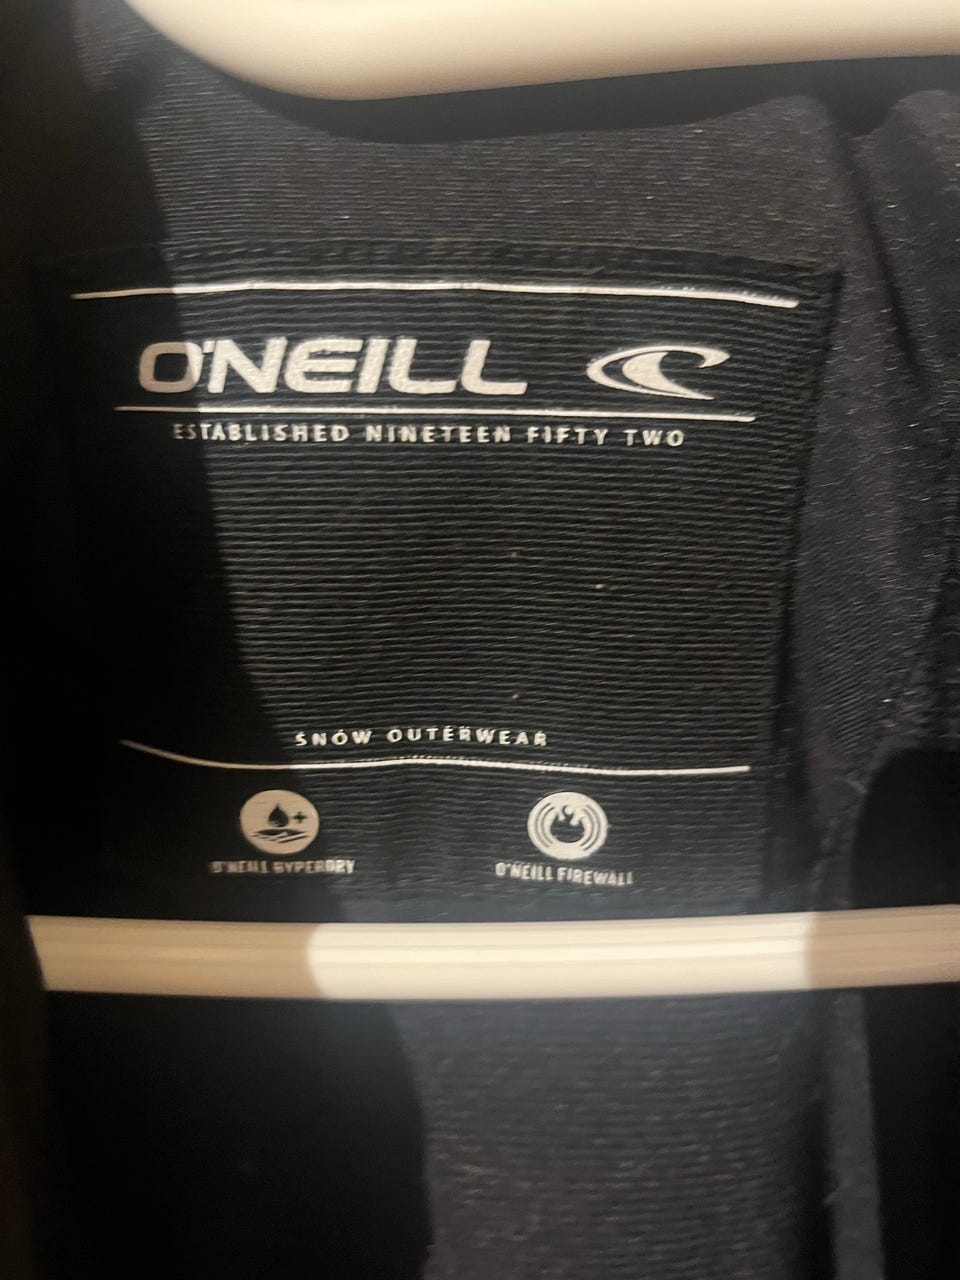 O'NEILL
ESTABLISHED NINETEEN FIFTY TWO
SNOW OUTERWEAR
O'NEILL HYPERDRY
O'NEILL FIREWALL